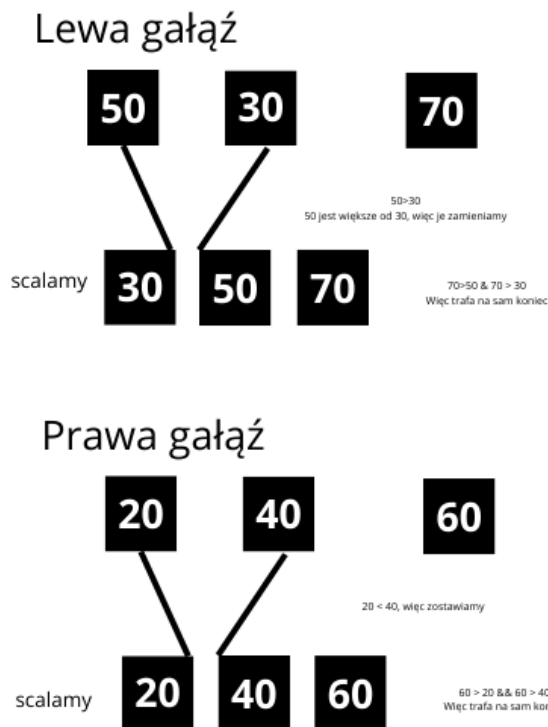 Lewa gałąź
50 30 70
50>30
50 jest większe od 30, więc je zamieniamy
scalamy 30 50 70
70>50 & 70 > 30
Więc trafa na sam koniec
Prawa gałąź
20 40 60
20 < 40, więc zostawiamy
scalamy 20 40 60
60 > 20 && 60 > 40
Więc trafa na sam